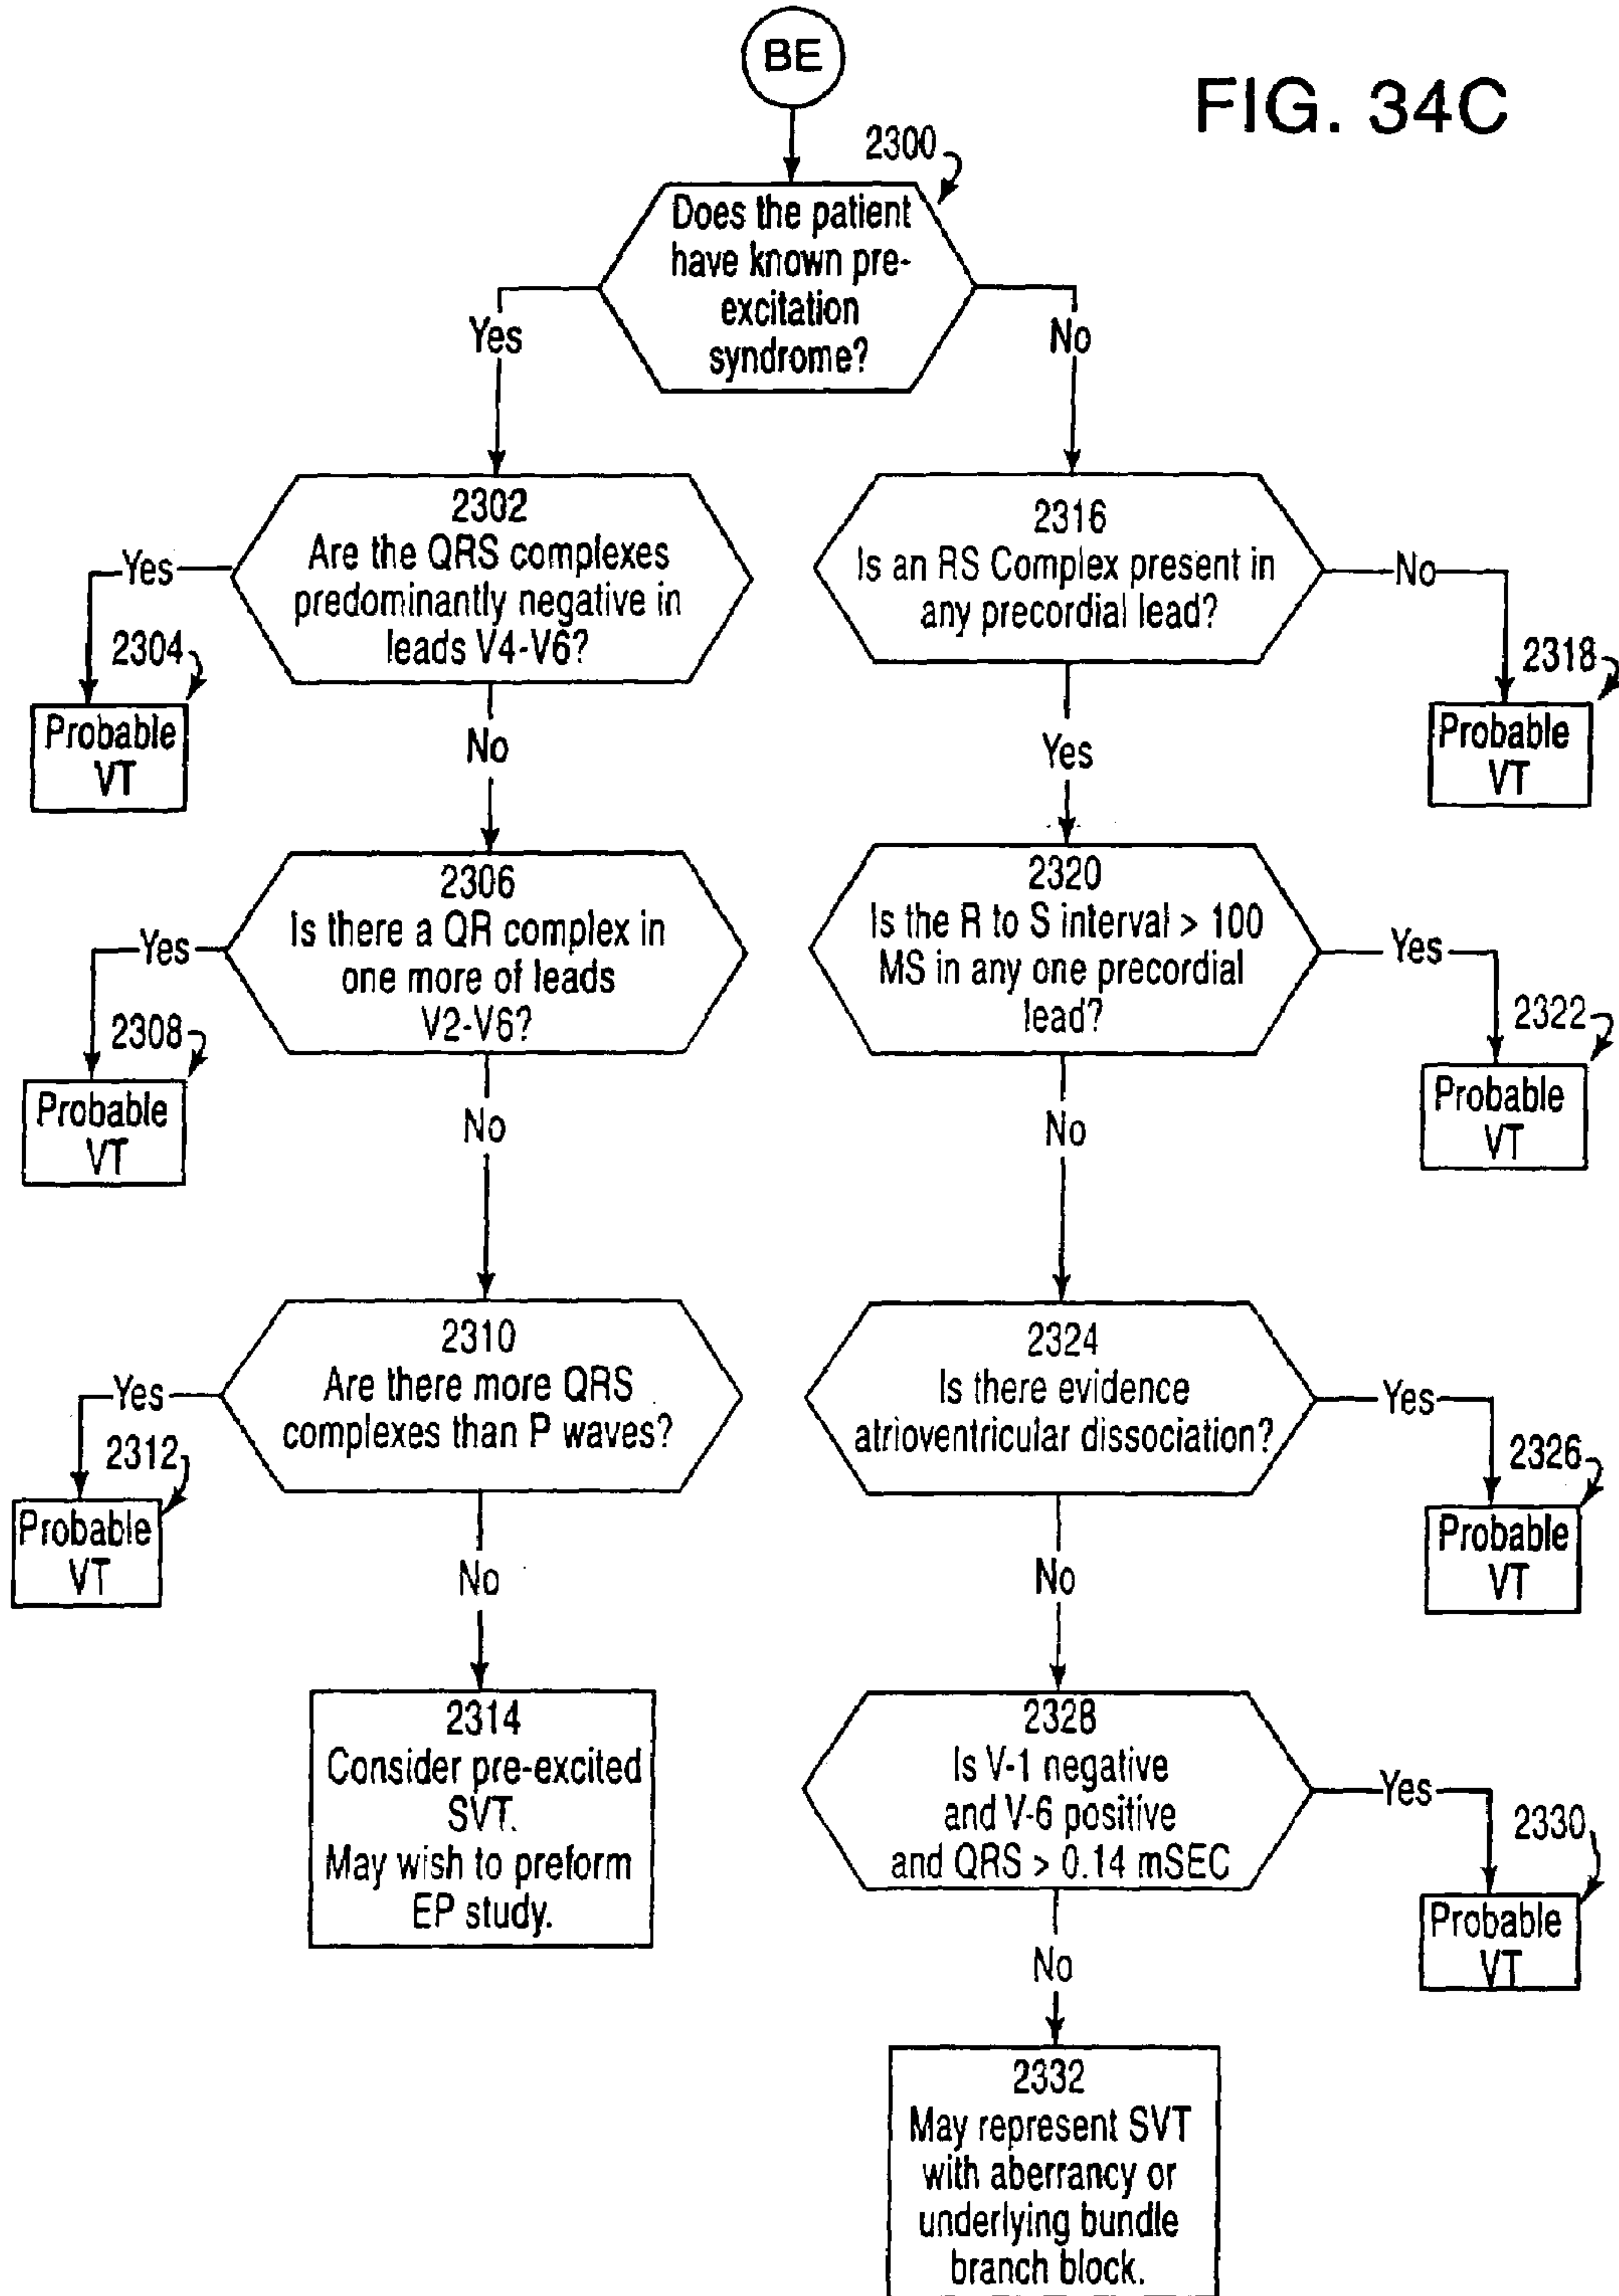 BE
FIG. 34C
2300
Does the patient
have known pre-
excitation
syndrome?
Yes
No
2302
Are the QRS complexes
predominantly negative in
leads V4-V6?
Yes
2304
Probable
VT
No
2316
Is an RS Complex present in
any precordial lead?
No
2318
Probable
VT
Yes
2306
Is there a QR complex in
one more of leads
V2-V6?
Yes
2308
Probable
VT
No
2320
Is the R to S interval > 100
MS in any one precordial
lead?
Yes
2322
Probable
VT
No
2310
Are there more QRS
complexes than P waves?
Yes
2312
Probable
VT
No
2324
Is there evidence
atrioventricular dissociation?
Yes
2326
Probable
VT
No
2314
Consider pre-excited
SVT.
May wish to preform
EP study.
2328
Is V-1 negative
and V-6 positive
and QRS > 0.14 mSEC
Yes
2330
Probable
VT
No
2332
May represent SVT
with aberrancy or
underlying bundle
branch block.